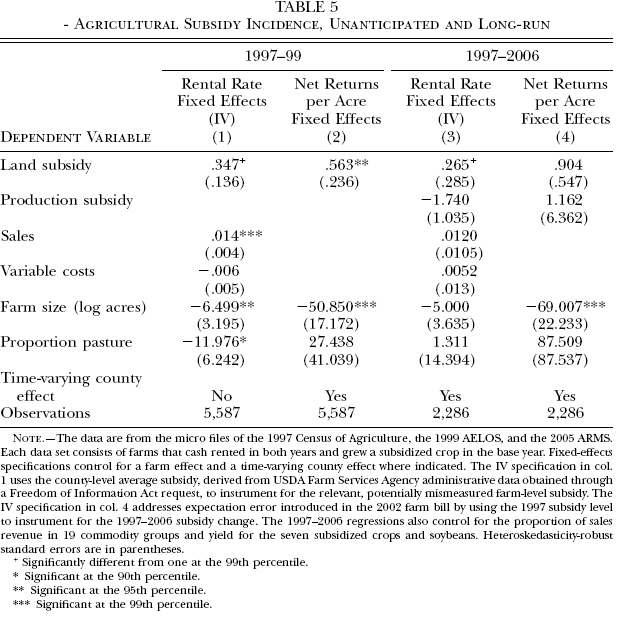 TABLE 5
- AGRICULTURAL SUBSIDY INCIDENCE, UNANTICIPATED AND LONG-RUN
1997–99 1997–2006
Rental Rate Net Returns Rental Rate Net Returns
Fixed Effects per Acre Fixed Effects per Acre
(IV) Fixed Effects (IV) Fixed Effects
DEPENDENT VARIABLE (1) (2) (3) (4)
Land subsidy .347+ .563** .265+ .904
(.136) (.236) (.285) (.547)
Production subsidy −1.740 1.162
(1.035) (6.362)
Sales .014*** .0120
(.004) (.0105)
Variable costs −.006 .0052
(.005) (.013)
Farm size (log acres) −6.499** −50.850*** −5.000 −69.007***
(3.195) (17.172) (3.635) (22.233)
Proportion pasture −11.976* 27.438 1.311 87.509
(6.242) (41.039) (14.394) (87.537)
Time-varying county
effect No Yes Yes Yes
Observations 5,587 5,587 2,286 2,286
NOTE.—The data are from the micro files of the 1997 Census of Agriculture, the 1999 AELOS, and the 2005 ARMS.
Each data set consists of farms that cash rented in both years and grew a subsidized crop in the base year. Fixed-effects
specifications control for a farm effect and a time-varying county effect where indicated. The IV specification in col.
1 uses the county-level average subsidy, derived from USDA Farm Services Agency administrative data obtained through
a Freedom of Information Act request, to instrument for the relevant, potentially mismeasured farm-level subsidy. The
IV specification in col. 4 addresses expectation error introduced in the 2002 farm bill by using the 1997 subsidy level
to instrument for the 1997–2006 subsidy change. The 1997–2006 regressions also control for the proportion of sales
revenue in 19 commodity groups and yield for the seven subsidized crops and soybeans. Heteroskedasticity-robust
standard errors are in parentheses.
+ Significantly different from one at the 99th percentile.
* Significant at the 90th percentile.
** Significant at the 95th percentile.
*** Significant at the 99th percentile.